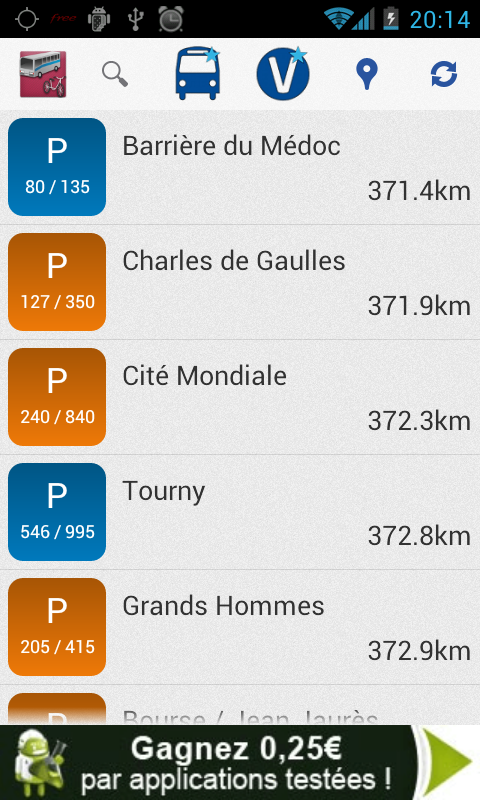 free
20:14
V
P
80 / 135
Barrière du Médoc
371.4km
P
127 / 350
Charles de Gaulles
371.9km
P
240 / 840
Cité Mondiale
372.3km
P
546 / 995
Tourny
372.8km
P
205 / 415
Grands Hommes
372.9km
P
Bourse / Jean Jaurès
Gagnez 0,25€
par applications testées !